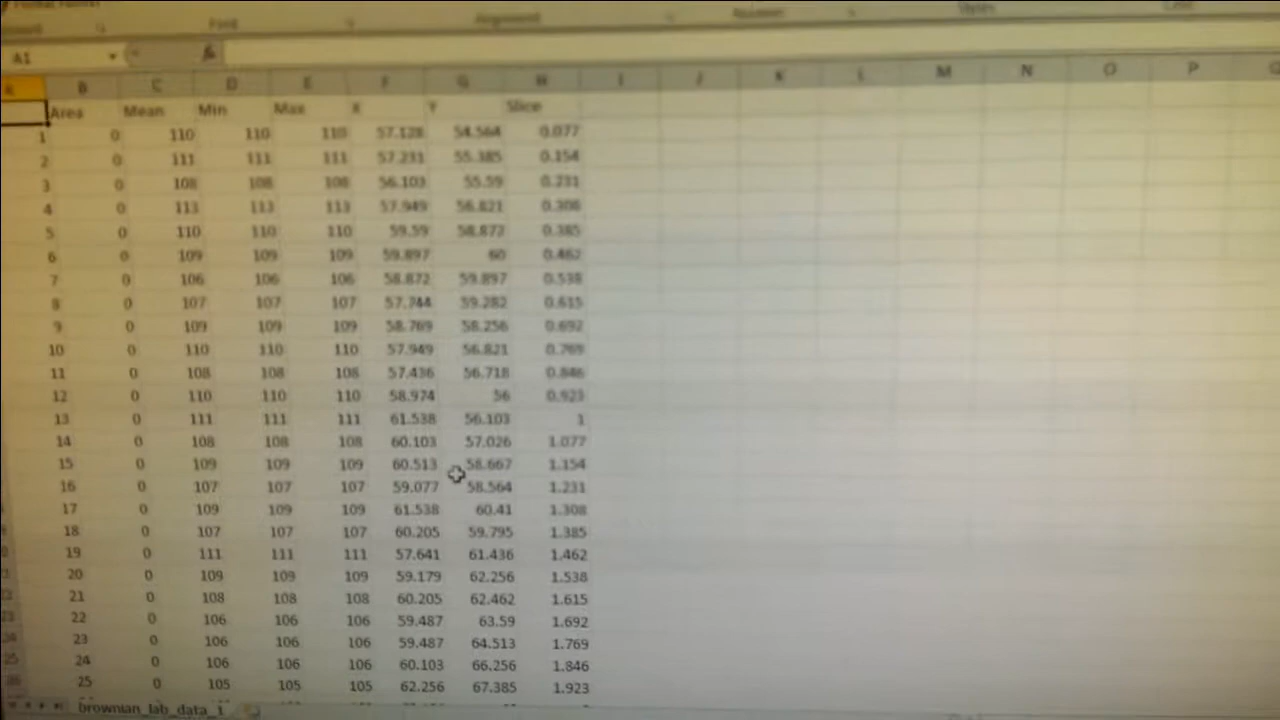 Font Alignment Number Styles Cells
A1 fx
A B C D E F G H I J K L M N O P Q
Area Mean Min Max X Y Slice
1 0 110 110 110 57.128 54.564 0.077
2 0 111 111 111 57.231 55.385 0.154
3 0 108 108 108 56.103 55.59 0.231
4 0 113 113 113 57.949 56.821 0.308
5 0 110 110 110 59.59 58.872 0.385
6 0 109 109 109 59.897 60 0.462
7 0 106 106 106 58.872 59.897 0.538
8 0 107 107 107 57.744 59.282 0.615
9 0 109 109 109 58.769 58.256 0.692
10 0 110 110 110 57.949 56.821 0.769
11 0 108 108 108 57.436 56.718 0.846
12 0 110 110 110 58.974 56 0.923
13 0 111 111 111 61.538 56.103 1
14 0 108 108 108 60.103 57.026 1.077
15 0 109 109 109 60.513 58.667 1.154
16 0 107 107 107 59.077 58.564 1.231
17 0 109 109 109 61.538 60.41 1.308
18 0 107 107 107 60.205 59.795 1.385
19 0 111 111 111 57.641 61.436 1.462
20 0 109 109 109 59.179 62.256 1.538
21 0 108 108 108 60.205 62.462 1.615
22 0 106 106 106 59.487 63.59 1.692
23 0 106 106 106 59.487 64.513 1.769
24 0 106 106 106 60.103 66.256 1.846
25 0 105 105 105 62.256 67.385 1.923
brownian_lab_data_1